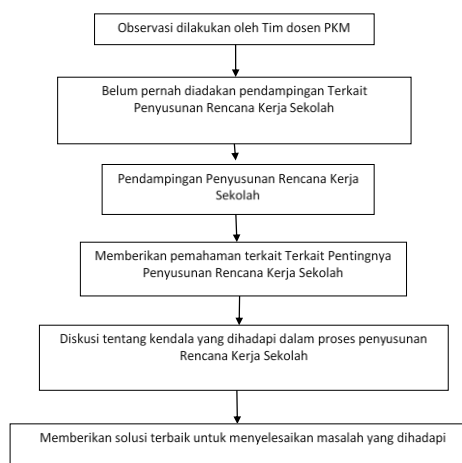 Observasi dilakukan oleh Tim dosen PKM
Belum pernah diadakan pendampingan Terkait
Penyusunan Rencana Kerja Sekolah
Pendampingan Penyusunan Rencana Kerja
Sekolah
Memberikan pemahaman terkait Terkait Pentingnya
Penyusunan Rencana Kerja Sekolah
Diskusi tentang kendala yang dihadapi dalam proses penyusunan
Rencana Kerja Sekolah
Memberikan solusi terbaik untuk menyelesaikan masalah yang dihadapi